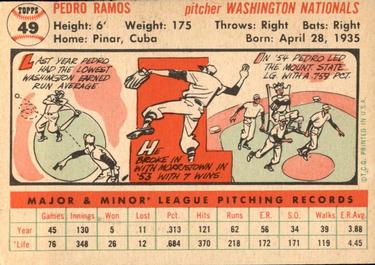 TOPPS
49
PEDRO RAMOS
pitcher WASHINGTON NATIONALS
Height: 6' Weight: 175 Throws: Right Bats: Right
Home: Pinar, Cuba Born: April 28, 1935
LAST YEAR PEDRO
HAD THE LOWEST
WASHINGTON EARNED
RUN AVERAGE
HE
BROKE IN
WITH MORRISTOWN IN
'53 WITH 7 WINS
IN '54 PEDRO LED
THE MOUNT STATE
LG WITH A 759 PCT.
©T.C.G. PRINTED IN U.S.A.
MAJOR & MINOR LEAGUE PITCHING RECORDS
Games Innings Won Lost Pct. Hits Runs E.R. S.O. Walks E.R.Avg.
Year 45 130 5 11 .313 121 62 56 34 39 3.88
*Life 76 348 26 12 .684 370 218 172 171 119 4.45